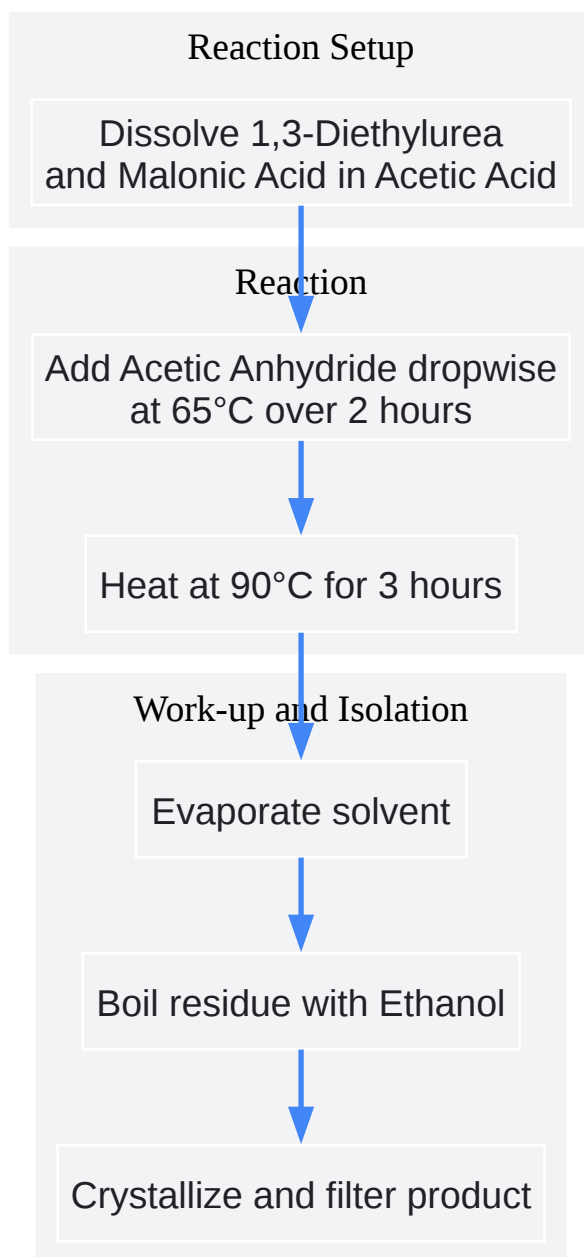 Reaction Setup
Dissolve 1,3-Diethylurea
and Malonic Acid in Acetic Acid
Reaction
Add Acetic Anhydride dropwise
at 65°C over 2 hours
Heat at 90°C for 3 hours
Work-up and Isolation
Evaporate solvent
Boil residue with Ethanol
Crystallize and filter product